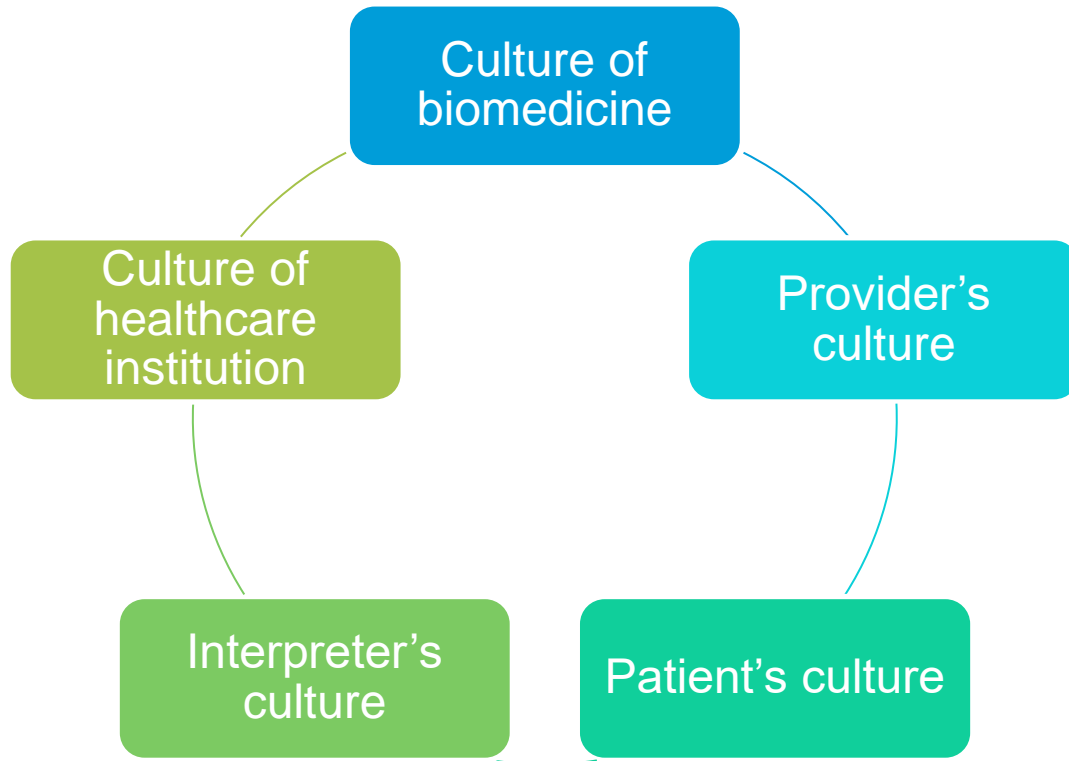 Culture of
biomedicine
Provider’s
culture
Patient’s culture
Interpreter’s
culture
Culture of
healthcare
institution